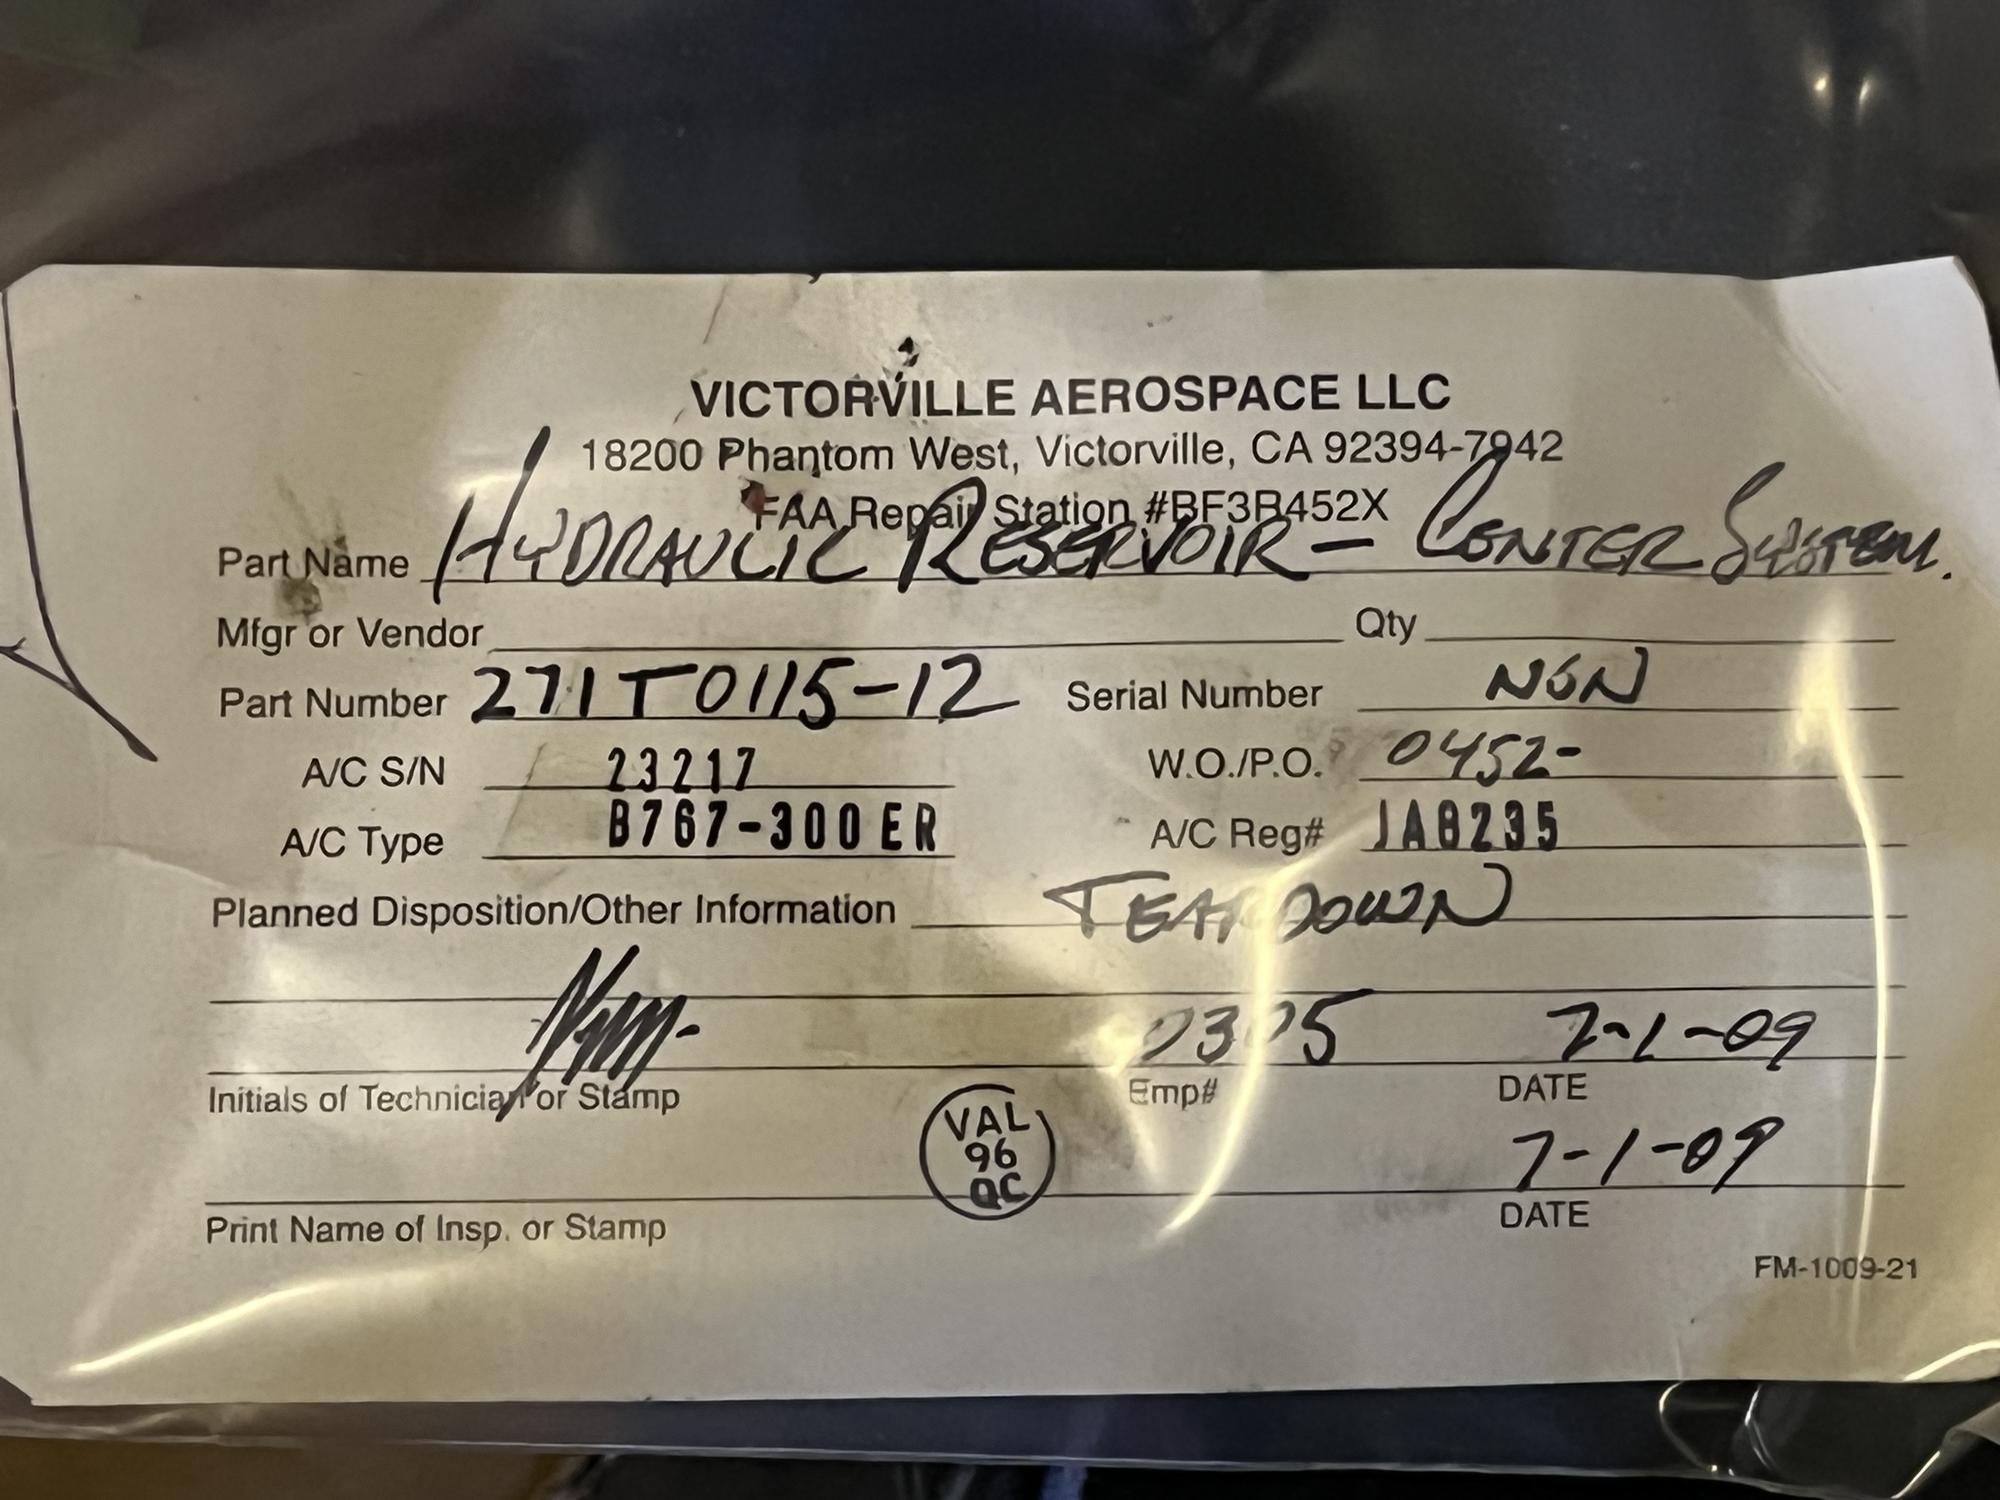 VICTORVILLE AEROSPACE LLC
18200 Phantom West, Victorville, CA 92394-7942
FAA Repair Station #BF3R452X
Part Name HYDRAULIC RESERVOIR - CENTER SYSTEM.
Mfgr or Vendor Qty
Part Number 271T0115-12 Serial Number NSN
A/C S/N 23217 W.O./P.O. 0452-
A/C Type B767-300ER A/C Reg# JA8235
Planned Disposition/Other Information TEARDOWN
7-1-09
Initials of Technician or Stamp Emp# DATE
VAL 96 QC 7-1-09
Print Name of Insp. or Stamp DATE
FM-1009-21